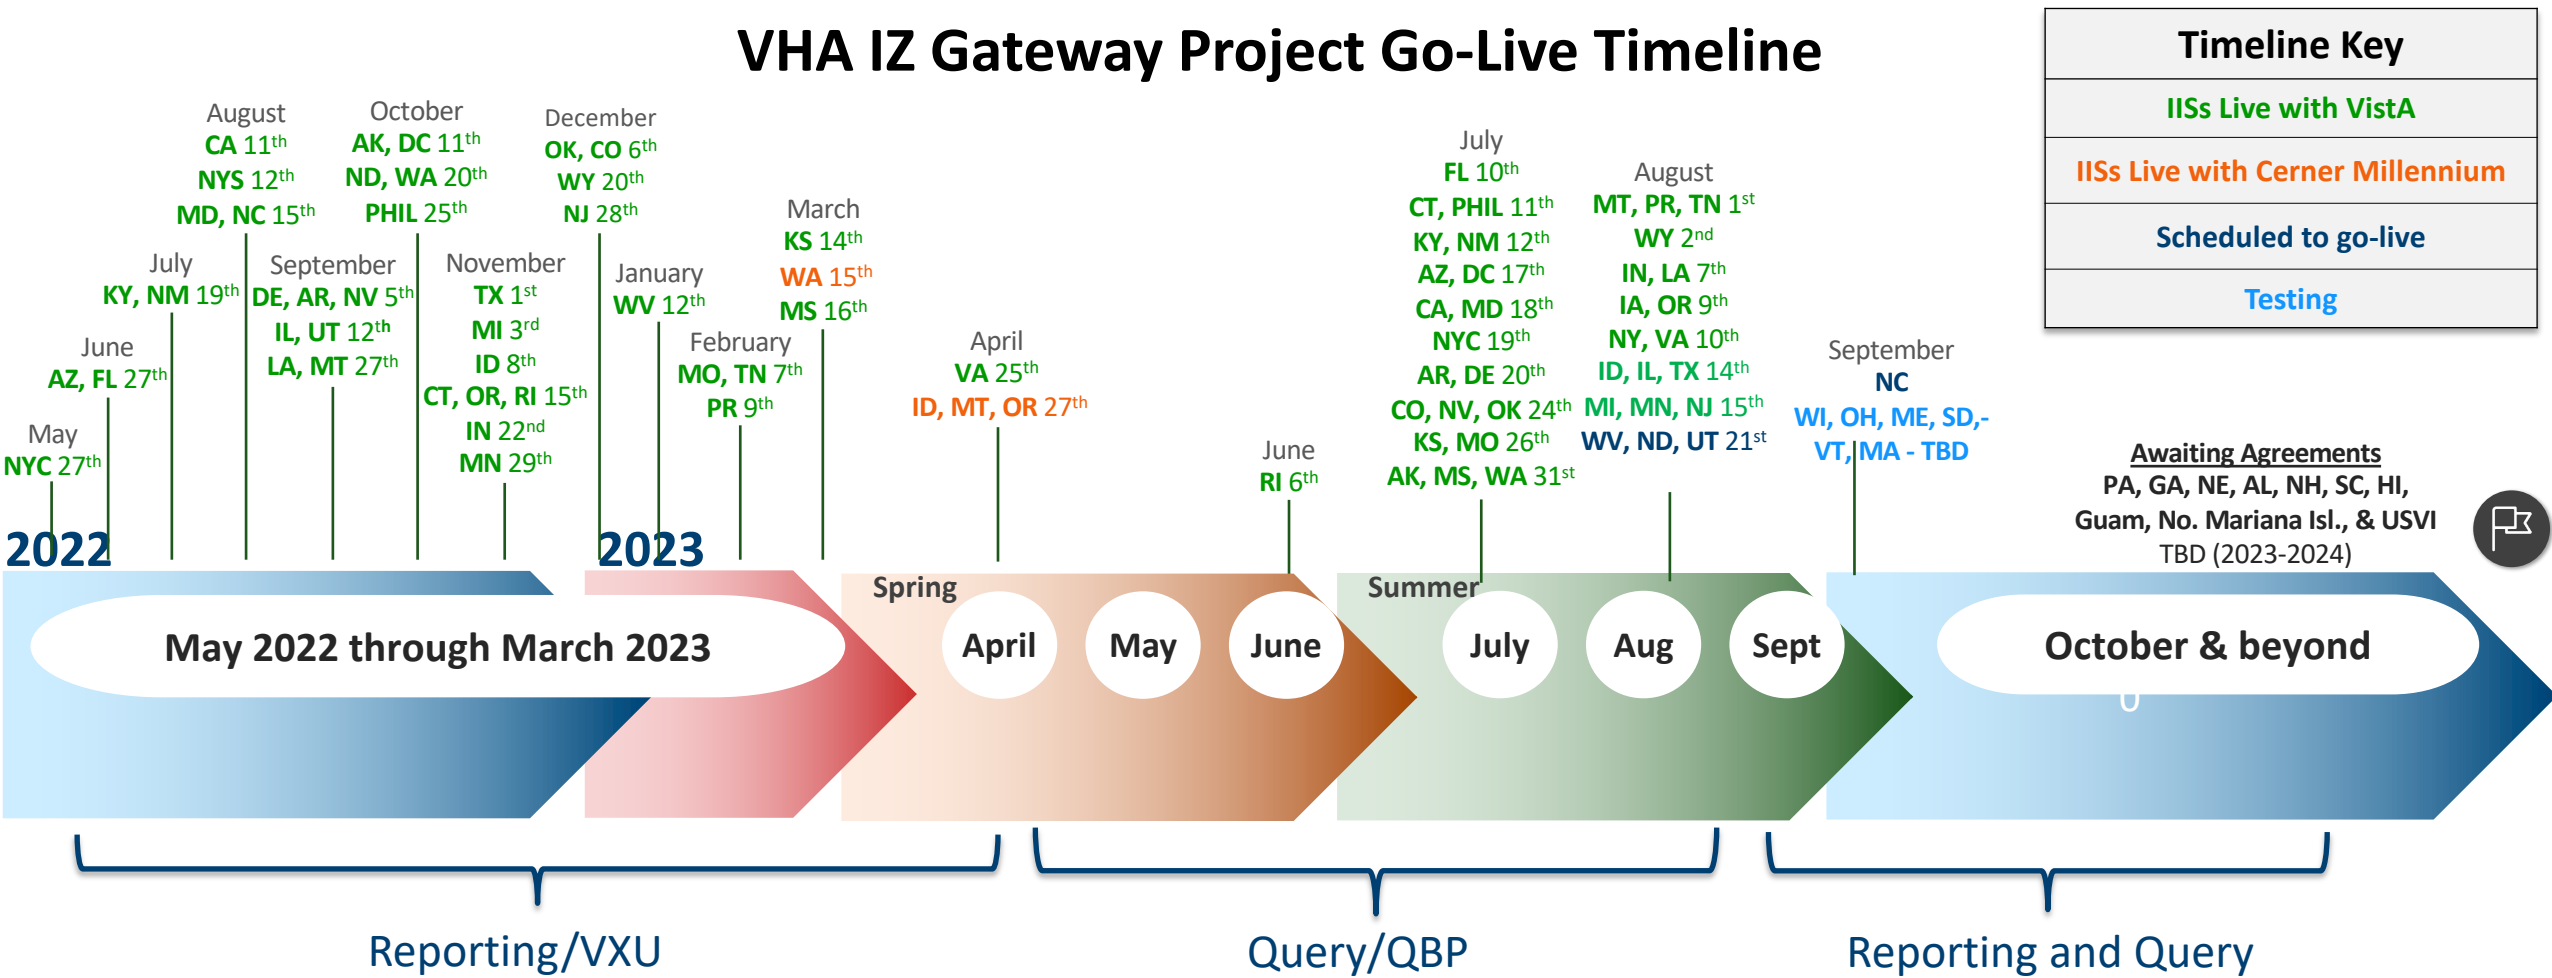 VHA IZ Gateway Project Go-Live Timeline
Timeline Key
IISs Live with VistA
IISs Live with Cerner Millennium
Scheduled to go-live
Testing
May
NYC 27th
June
AZ, FL 27th
July
KY, NM 19th
August
CA 11th
NYS 12th
MD, NC 15th
September
DE, AR, NV 5th
IL, UT 12th
LA, MT 27th
October
AK, DC 11th
ND, WA 20th
PHIL 25th
November
TX 1st
MI 3rd
ID 8th
CT, OR, RI 15th
IN 22nd
MN 29th
December
OK, CO 6th
WY 20th
NJ 28th
January
WV 12th
February
MO, TN 7th
PR 9th
March
KS 14th
WA 15th
MS 16th
April
VA 25th
ID, MT, OR 27th
June
RI 6th
July
FL 10th
CT, PHIL 11th
KY, NM 12th
AZ, DC 17th
CA, MD 18th
NYC 19th
AR, DE 20th
CO, NV, OK 24th
KS, MO 26th
AK, MS, WA 31st
August
MT, PR, TN 1st
WY 2nd
IN, LA 7th
IA, OR 9th
NY, VA 10th
ID, IL, TX 14th
MI, MN, NJ 15th
WV, ND, UT 21st
September
NC
WI, OH, ME, SD,-
VT, MA - TBD
Awaiting Agreements
PA, GA, NE, AL, NH, SC, HI,
Guam, No. Mariana Isl., & USVI
TBD (2023-2024)
2022
2023
Spring
Summer
May 2022 through March 2023
April
May
June
July
Aug
Sept
October & beyond
Reporting/VXU
Query/QBP
Reporting and Query